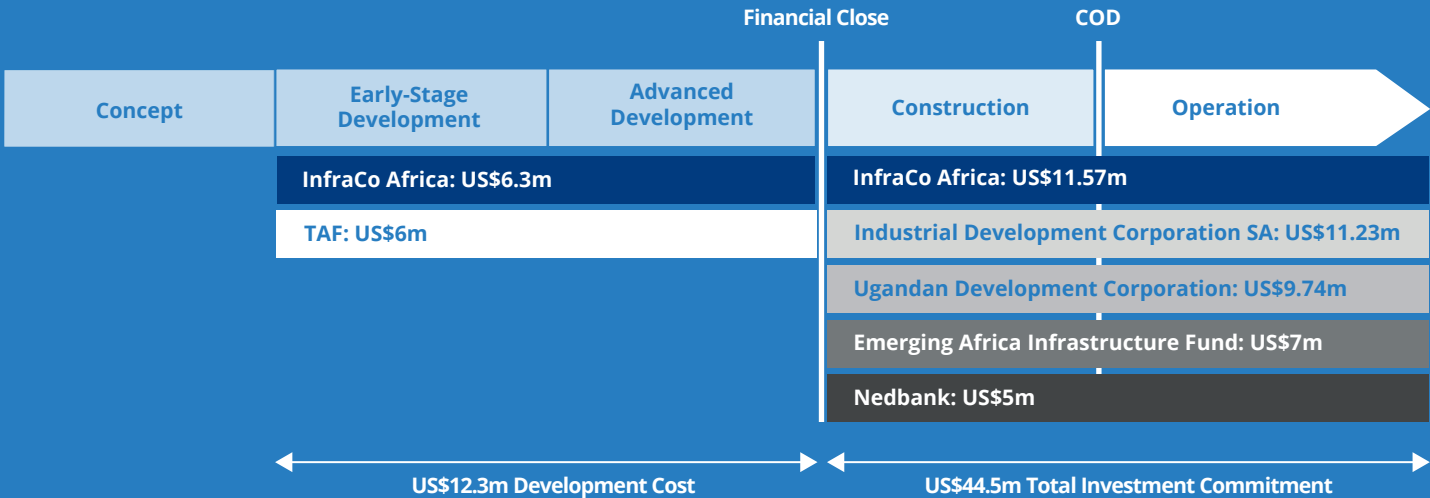 Financial Close
COD
Concept
Early-Stage
Development
Advanced
Development
Construction
Operation
InfraCo Africa: US$6.3m
InfraCo Africa: US$11.57m
TAF: US$6m
Industrial Development Corporation SA: US$11.23m
Ugandan Development Corporation: US$9.74m
Emerging Africa Infrastructure Fund: US$7m
Nedbank: US$5m
US$12.3m Development Cost
US$44.5m Total Investment Commitment